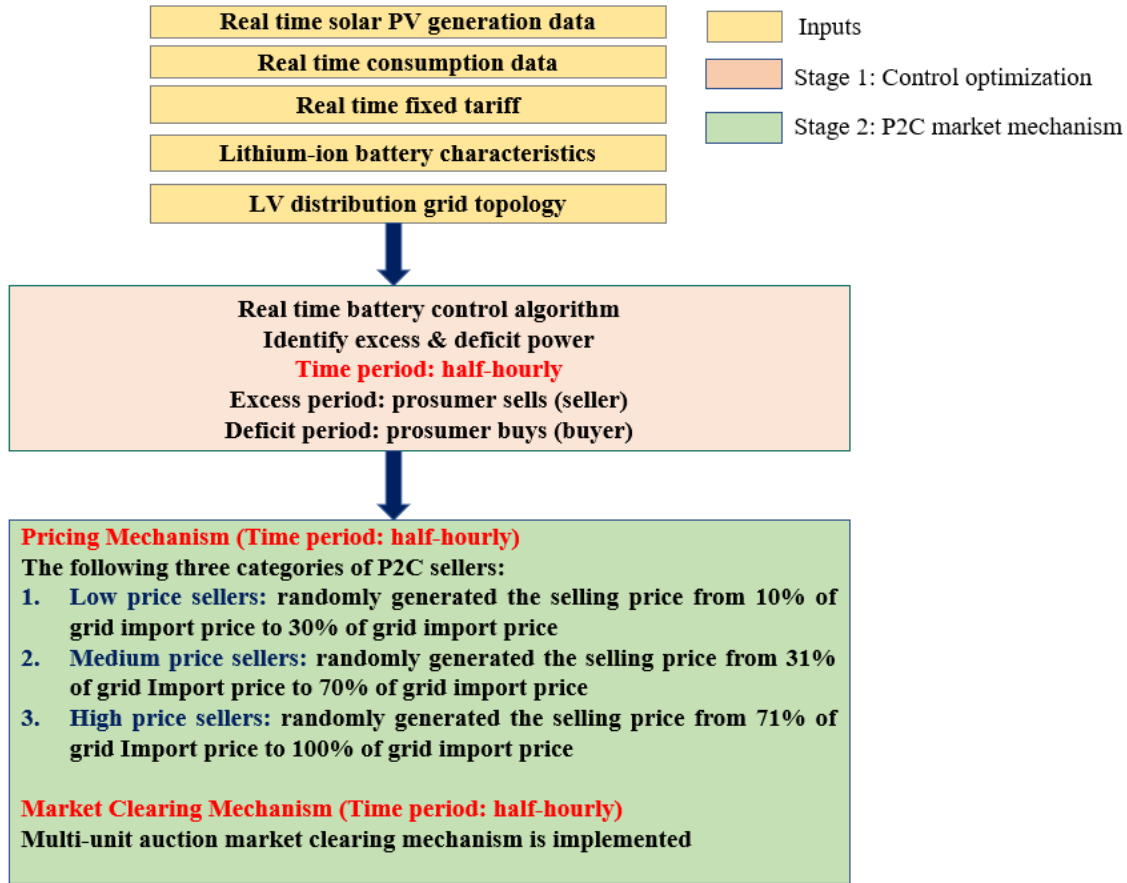 Real time solar PV generation data
Real time consumption data
Real time fixed tariff
Lithium-ion battery characteristics
LV distribution grid topology
Inputs
Stage 1: Control optimization
Stage 2: P2C market mechanism
Real time battery control algorithm
Identify excess & deficit power
Time period: half-hourly
Excess period: prosumer sells (seller)
Deficit period: prosumer buys (buyer)
Pricing Mechanism (Time period: half-hourly)
The following three categories of P2C sellers:
1. Low price sellers: randomly generated the selling price from 10% of
grid import price to 30% of grid import price
2. Medium price sellers: randomly generated the selling price from 31%
of grid Import price to 70% of grid import price
3. High price sellers: randomly generated the selling price from 71% of
grid Import price to 100% of grid import price
Market Clearing Mechanism (Time period: half-hourly)
Multi-unit auction market clearing mechanism is implemented